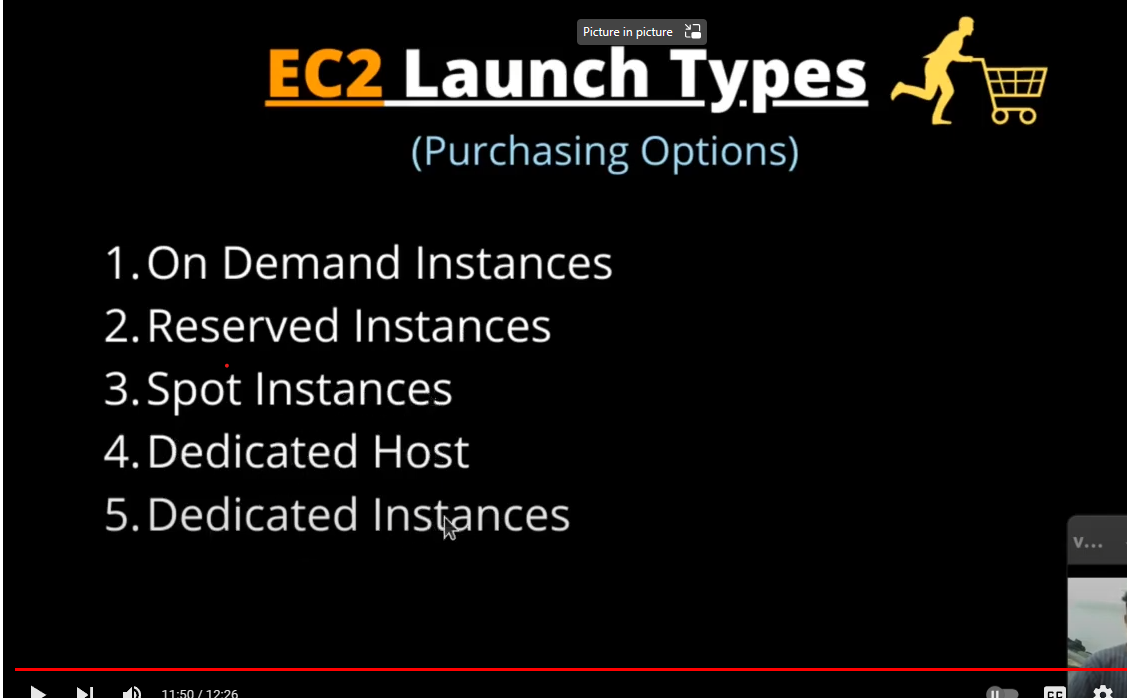 Picture in picture
EC2 Launch Types
(Purchasing Options)
1. On Demand Instances
2. Reserved Instances
3. Spot Instances
4. Dedicated Host
5. Dedicated Instances
v...
11:50 / 12:26
CC